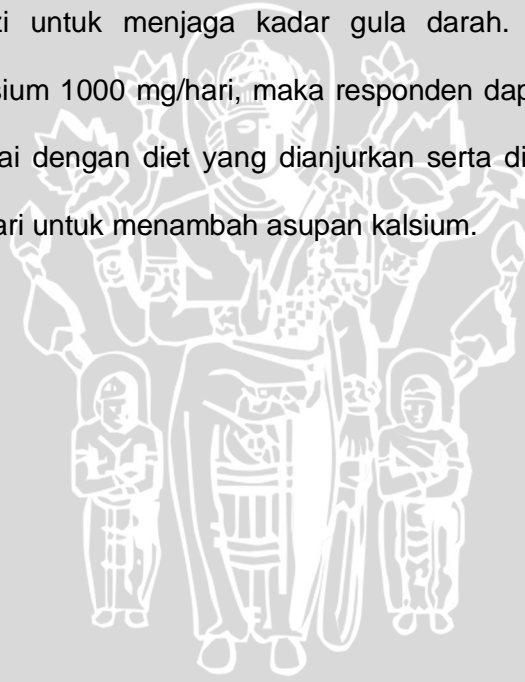 zi untuk menjaga kadar gula darah.
sium 1000 mg/hari, maka responden dap
ai dengan diet yang dianjurkan serta di
ari untuk menambah asupan kalsium.